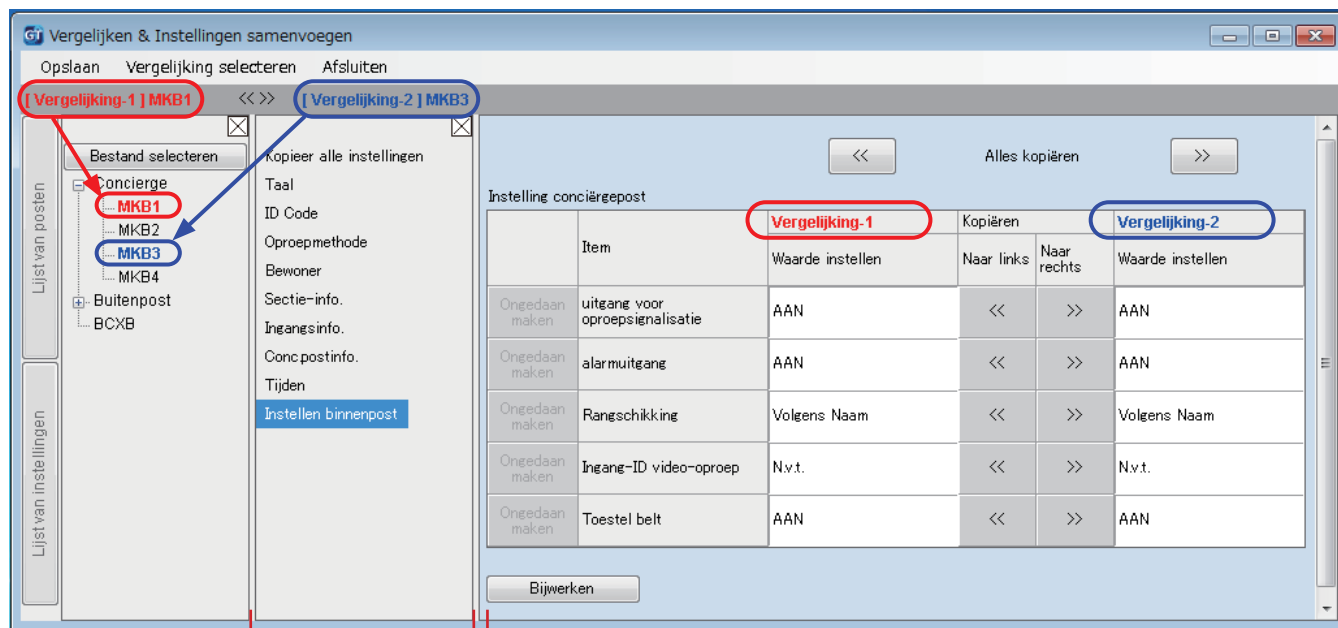 GT Vergelijken & Instellingen samenvoegen
Opslaan Vergelijking selecteren Afsluiten
[ Vergelijking-1 ] MKB1 << >> [ Vergelijking-2 ] MKB3
Lijst van posten
Lijst van instellingen
Bestand selecteren
Concierge
MKB1
MKB2
MKB3
MKB4
Buitenpost
BCXB
Kopieer alle instellingen
Taal
ID Code
Oproepmethode
Bewoner
Sectie-info.
Ingangsinfo.
Concpostinfo.
Tijden
Instellen binnenpost
<< Alles kopiëren >>
Instelling conciërgepost
Item Vergelijking-1 Kopiëren Vergelijking-2
Waarde instellen Naar links Naar rechts Waarde instellen
Ongedaan maken uitgang voor oproepsignalisatie AAN << >> AAN
Ongedaan maken alarmuitgang AAN << >> AAN
Ongedaan maken Rangschikking Volgens Naam << >> Volgens Naam
Ongedaan maken Ingang-ID video-oproep N.v.t. << >> N.v.t.
Ongedaan maken Toestel belt AAN << >> AAN
Bijwerken